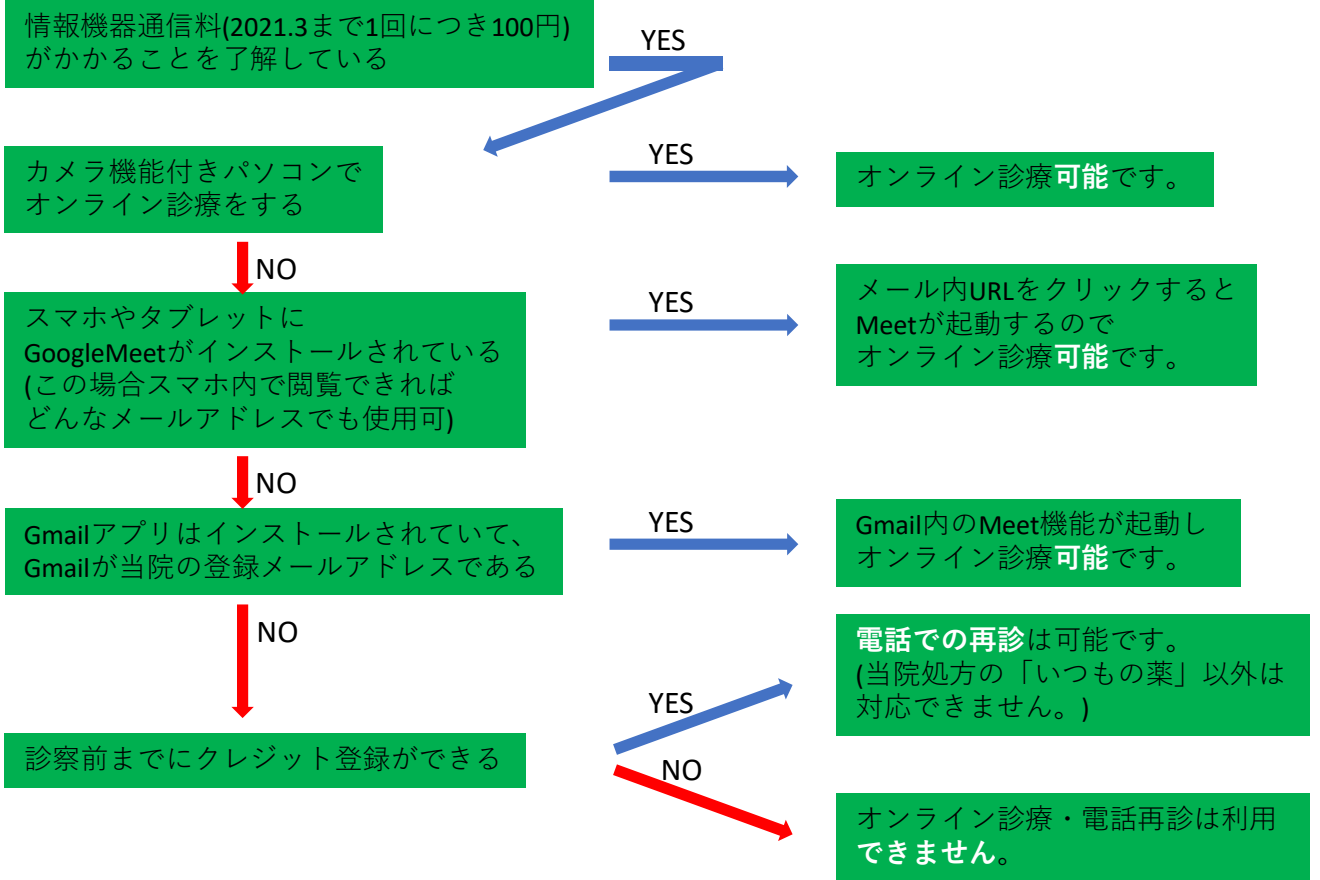 情報機器通信料(2021.3まで1回につき100円)
がかかることを了解している
YES
カメラ機能付きパソコンで
オンライン診療をする
YES
オンライン診療可能です。
NO
スマホやタブレットに
GoogleMeetがインストールされている
(この場合スマホ内で閲覧できれば
どんなメールアドレスでも使用可)
YES
メール内URLをクリックすると
Meetが起動するので
オンライン診療可能です。
NO
Gmailアプリはインストールされていて、
Gmailが当院の登録メールアドレスである
YES
Gmail内のMeet機能が起動し
オンライン診療可能です。
NO
診察前までにクレジット登録ができる
YES
電話での再診は可能です。
(当院処方の「いつもの薬」以外は
対応できません。)
NO
オンライン診療・電話再診は利用
できません。